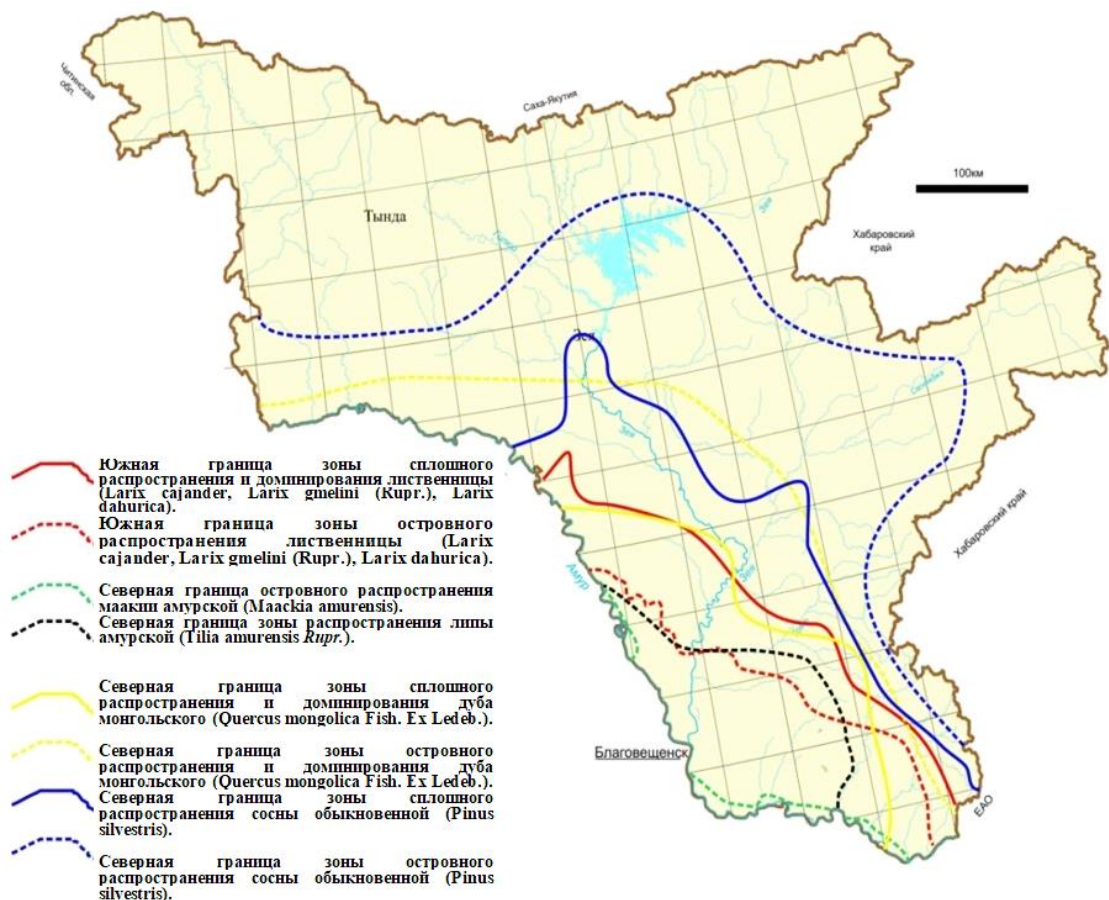 Читинская
обл.
Саха-Якутия
100км
Тында
Гилюй
Зея
Хабаровский
край
Зея
Селемджа
Зея
Хабаровский край
Амур
Зея
Благовещенск
ЕАО
Южная граница зоны сплошного
распространения и доминирования лиственницы
(Larix cajander, Larix gmelini (Rupr.), Larix
dahurica).
Южная граница зоны островного
распространения лиственницы (Larix
cajander, Larix gmelini (Rupr.), Larix dahurica).
Северная граница островного распространения
маакии амурской (Maackia amurensis).
Северная граница зоны распространения липы
амурской (Tilia amurensis Rupr.).
Северная граница зоны сплошного
распространения и доминирования дуба
монгольского (Quercus mongolica Fish. Ex Ledeb.).
Северная граница зоны островного
распространения и доминирования дуба
монгольского (Quercus mongolica Fish. Ex Ledeb.).
Северная граница зоны сплошного
распространения сосны обыкновенной (Pinus
silvestris).
Северная граница зоны островного
распространения сосны обыкновенной (Pinus
silvestris).